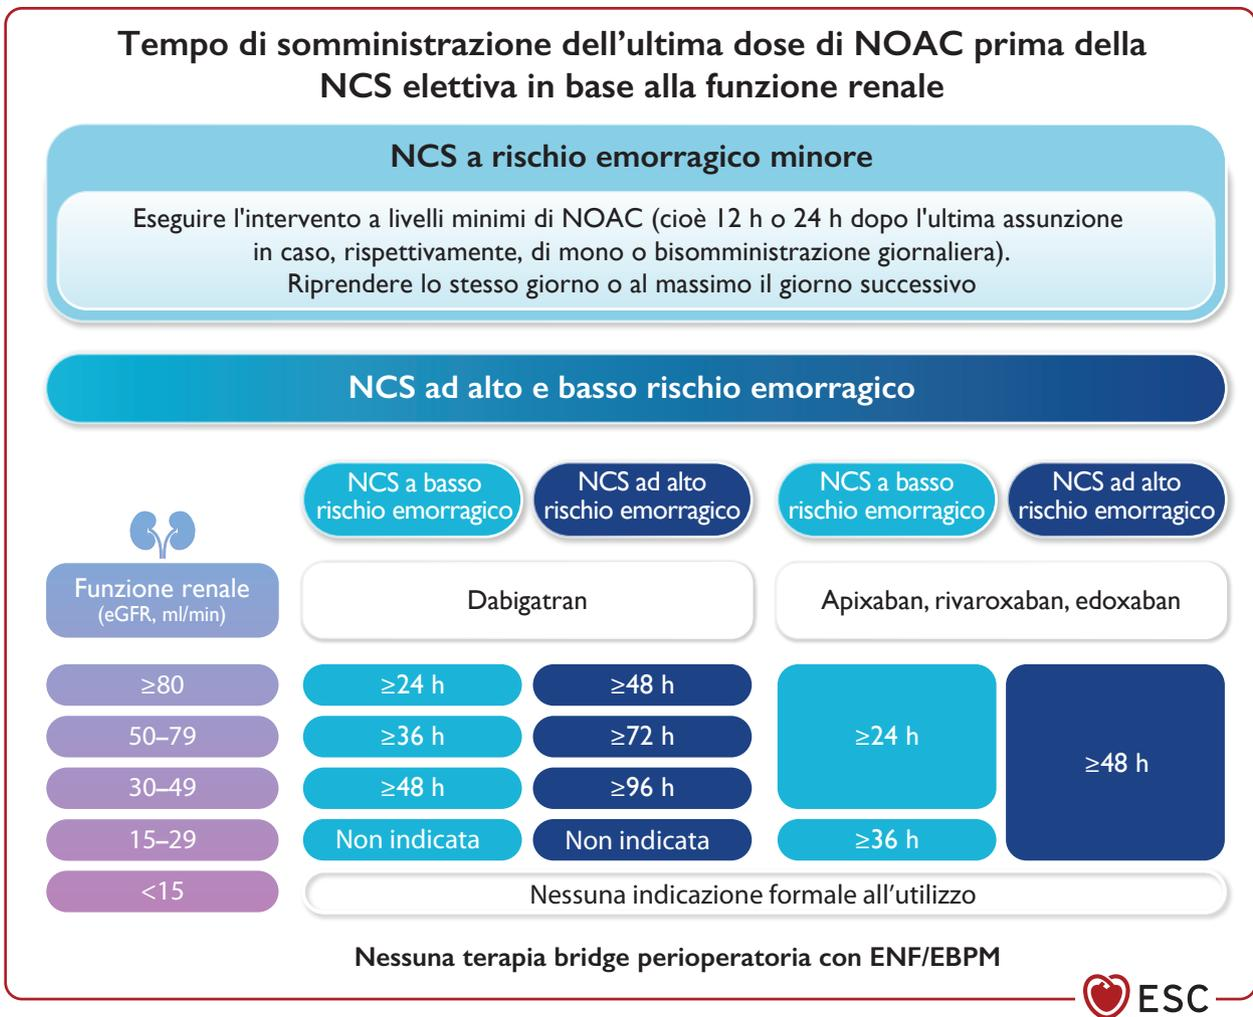 Tempo di somministrazione dell’ultima dose di NOAC prima della
NCS elettiva in base alla funzione renale
NCS a rischio emorragico minore
Eseguire l'intervento a livelli minimi di NOAC (cioè 12 h o 24 h dopo l'ultima assunzione
in caso, rispettivamente, di mono o bisomministrazione giornaliera).
Riprendere lo stesso giorno o al massimo il giorno successivo
NCS ad alto e basso rischio emorragico
NCS a basso
rischio emorragico
NCS ad alto
rischio emorragico
NCS a basso
rischio emorragico
NCS ad alto
rischio emorragico
Funzione renale
(eGFR, ml/min)
Dabigatran
Apixaban, rivaroxaban, edoxaban
≥80
≥24 h
≥48 h
≥24 h
≥48 h
50–79
≥36 h
≥72 h
30–49
≥48 h
≥96 h
15–29
Non indicata
Non indicata
≥36 h
<15
Nessuna indicazione formale all’utilizzo
Nessuna terapia bridge perioperatoria con ENF/EBPM
ESC